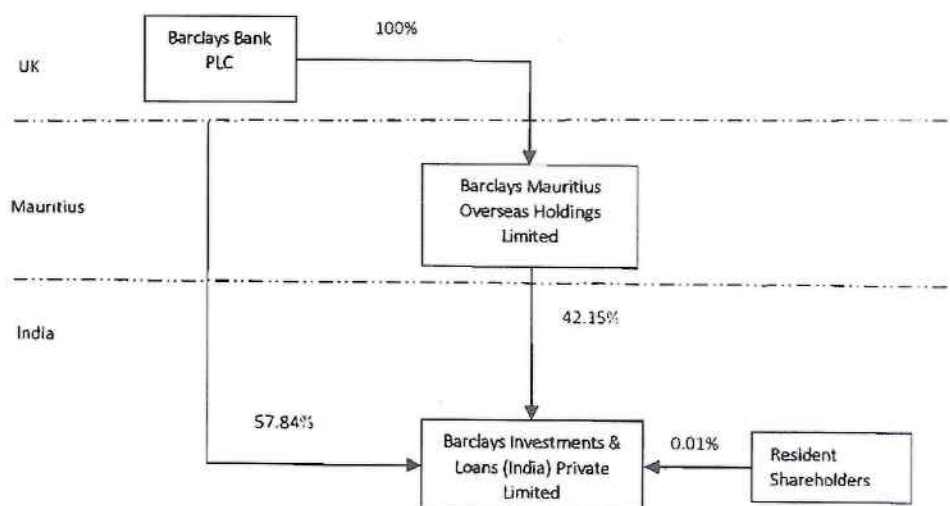 Barclays Bank
PLC
100%
UK
Barclays Mauritius
Overseas Holdings
Limited
Mauritius
42.15%
India
57.84%
Barclays Investments &
Loans (India) Private
Limited
0.01%
Resident
Shareholders